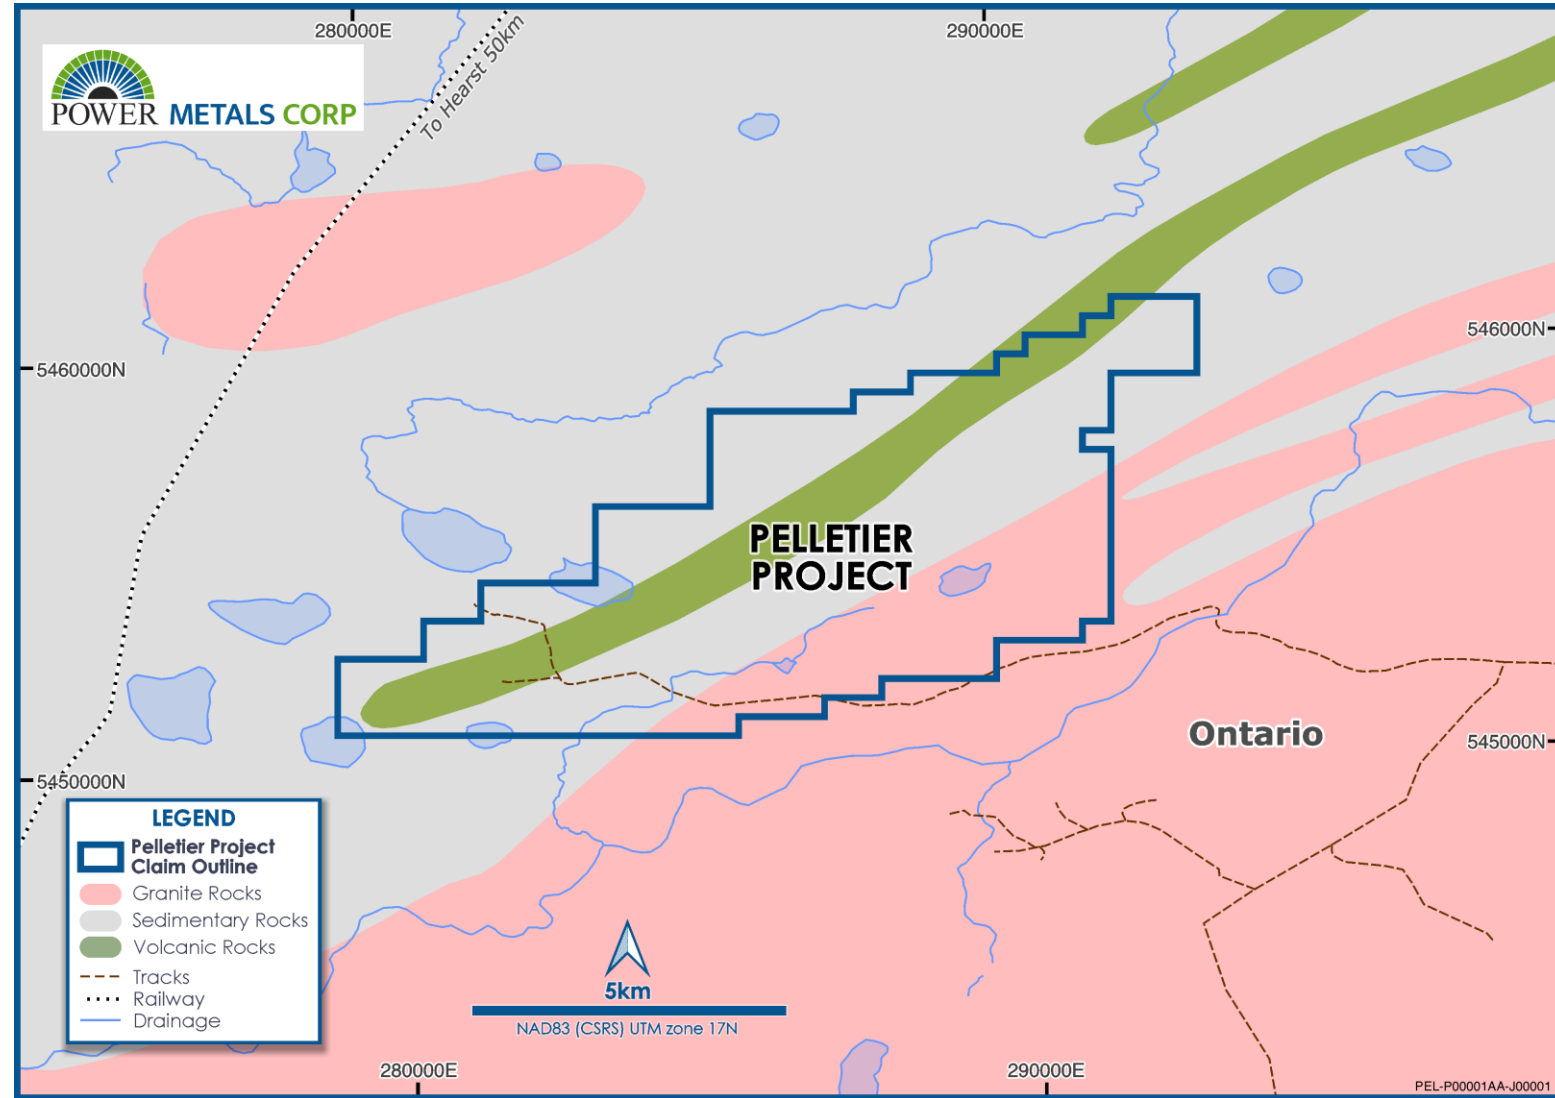 280000E
290000E
To Hearst 50km
POWER METALS CORP
546000N
5460000N
PELLETIER
PROJECT
Ontario
545000N
5450000N
LEGEND
Pelletier Project
Claim Outline
Granite Rocks
Sedimentary Rocks
Volcanic Rocks
Tracks
Railway
Drainage
5km
NAD83 (CSRS) UTM zone 17N
280000E
290000E
PEL-P00001AA-J00001